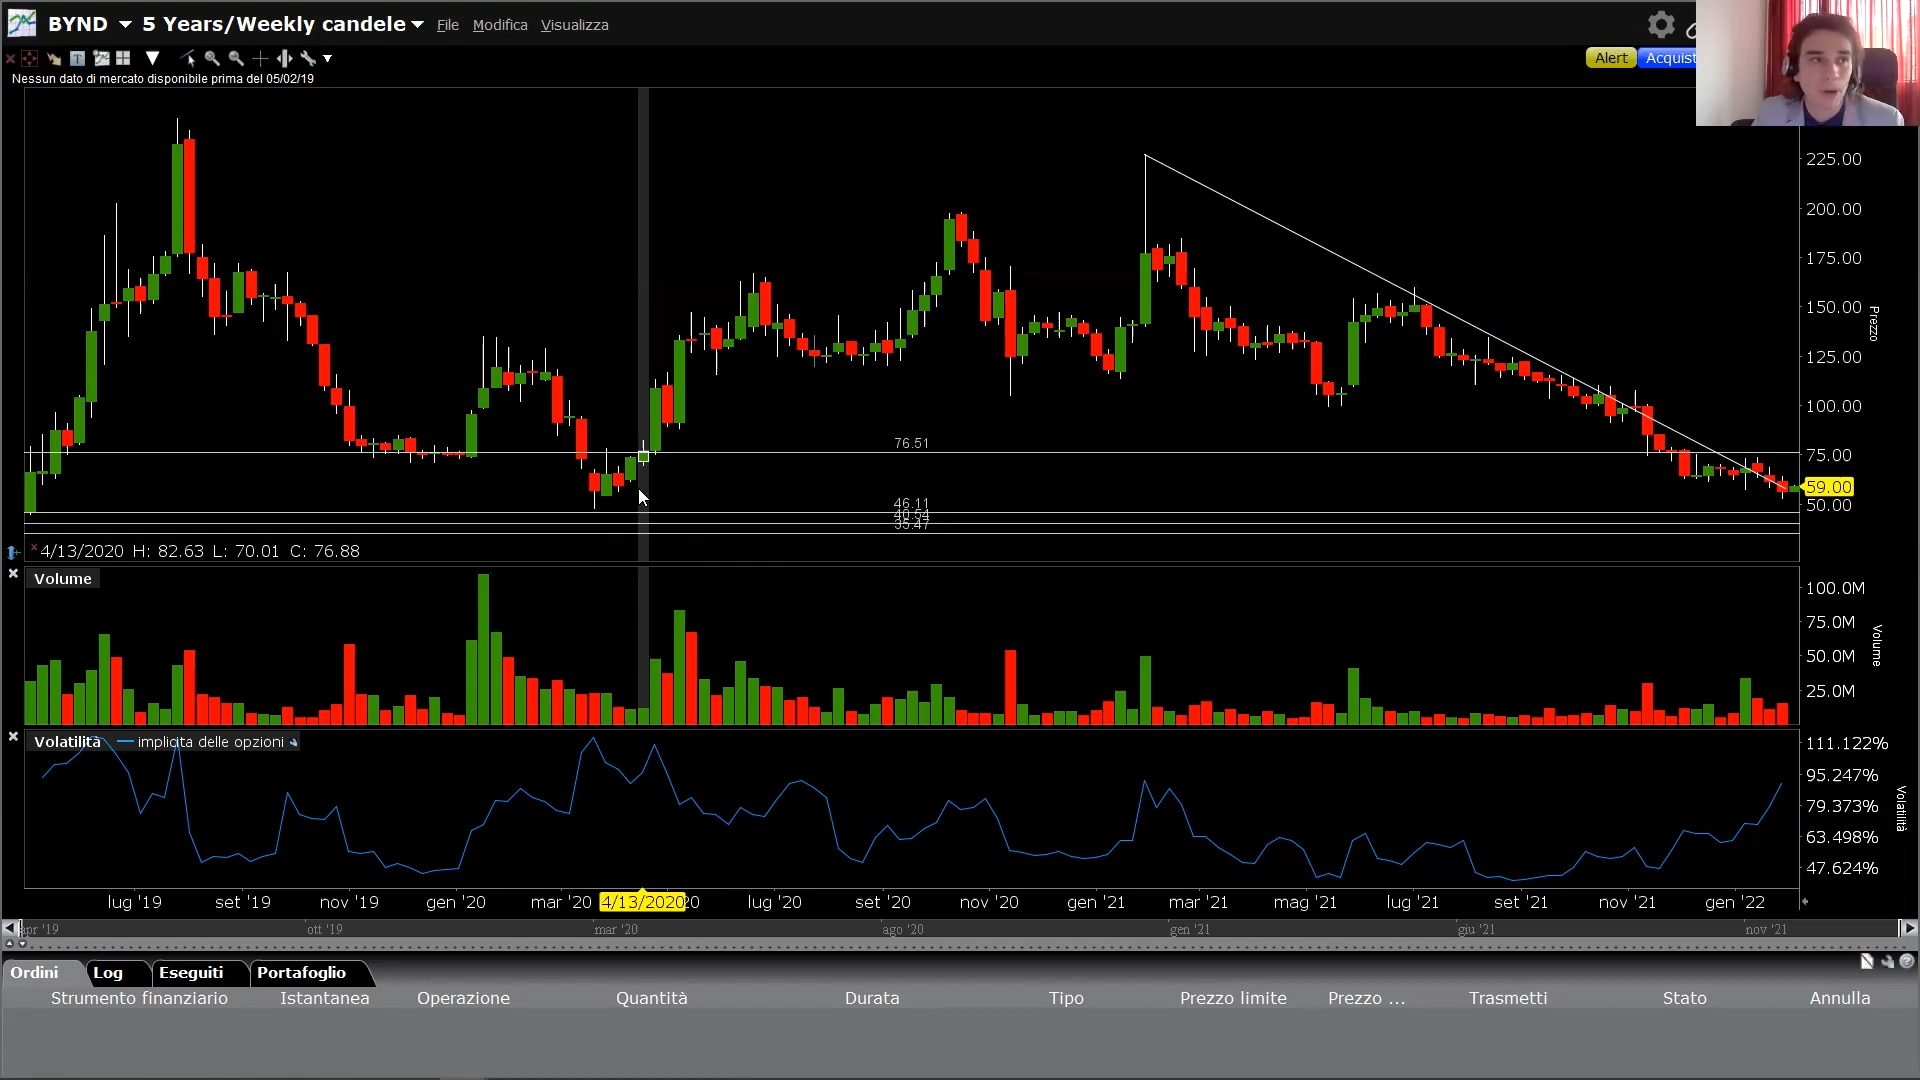 BYND 5 Years/Weekly candele File Modifica Visualizza
Alert Acquist
Nessun dato di mercato disponibile prima del 05/02/19
225.00
200.00
175.00
150.00
125.00
100.00
75.00
59.00
50.00
Prezzo
76.51
46.11
40.54
35.47
4/13/2020 H: 82.63 L: 70.01 C: 76.88
Volume
100.0M
75.0M
50.0M
25.0M
Volume
Volatilità implicita delle opzioni
111.122%
95.247%
79.373%
63.498%
47.624%
Volatilità
lug '19 set '19 nov '19 gen '20 mar '20 4/13/2020 20 lug '20 set '20 nov '20 gen '21 mar '21 mag '21 lug '21 set '21 nov '21 gen '22
apr '19 ott '19 mar '20 ago '20 gen '21 giu '21 nov '21
Ordini Log Eseguiti Portafoglio
Strumento finanziario Istantanea Operazione Quantità Durata Tipo Prezzo limite Prezzo ... Trasmetti Stato Annulla